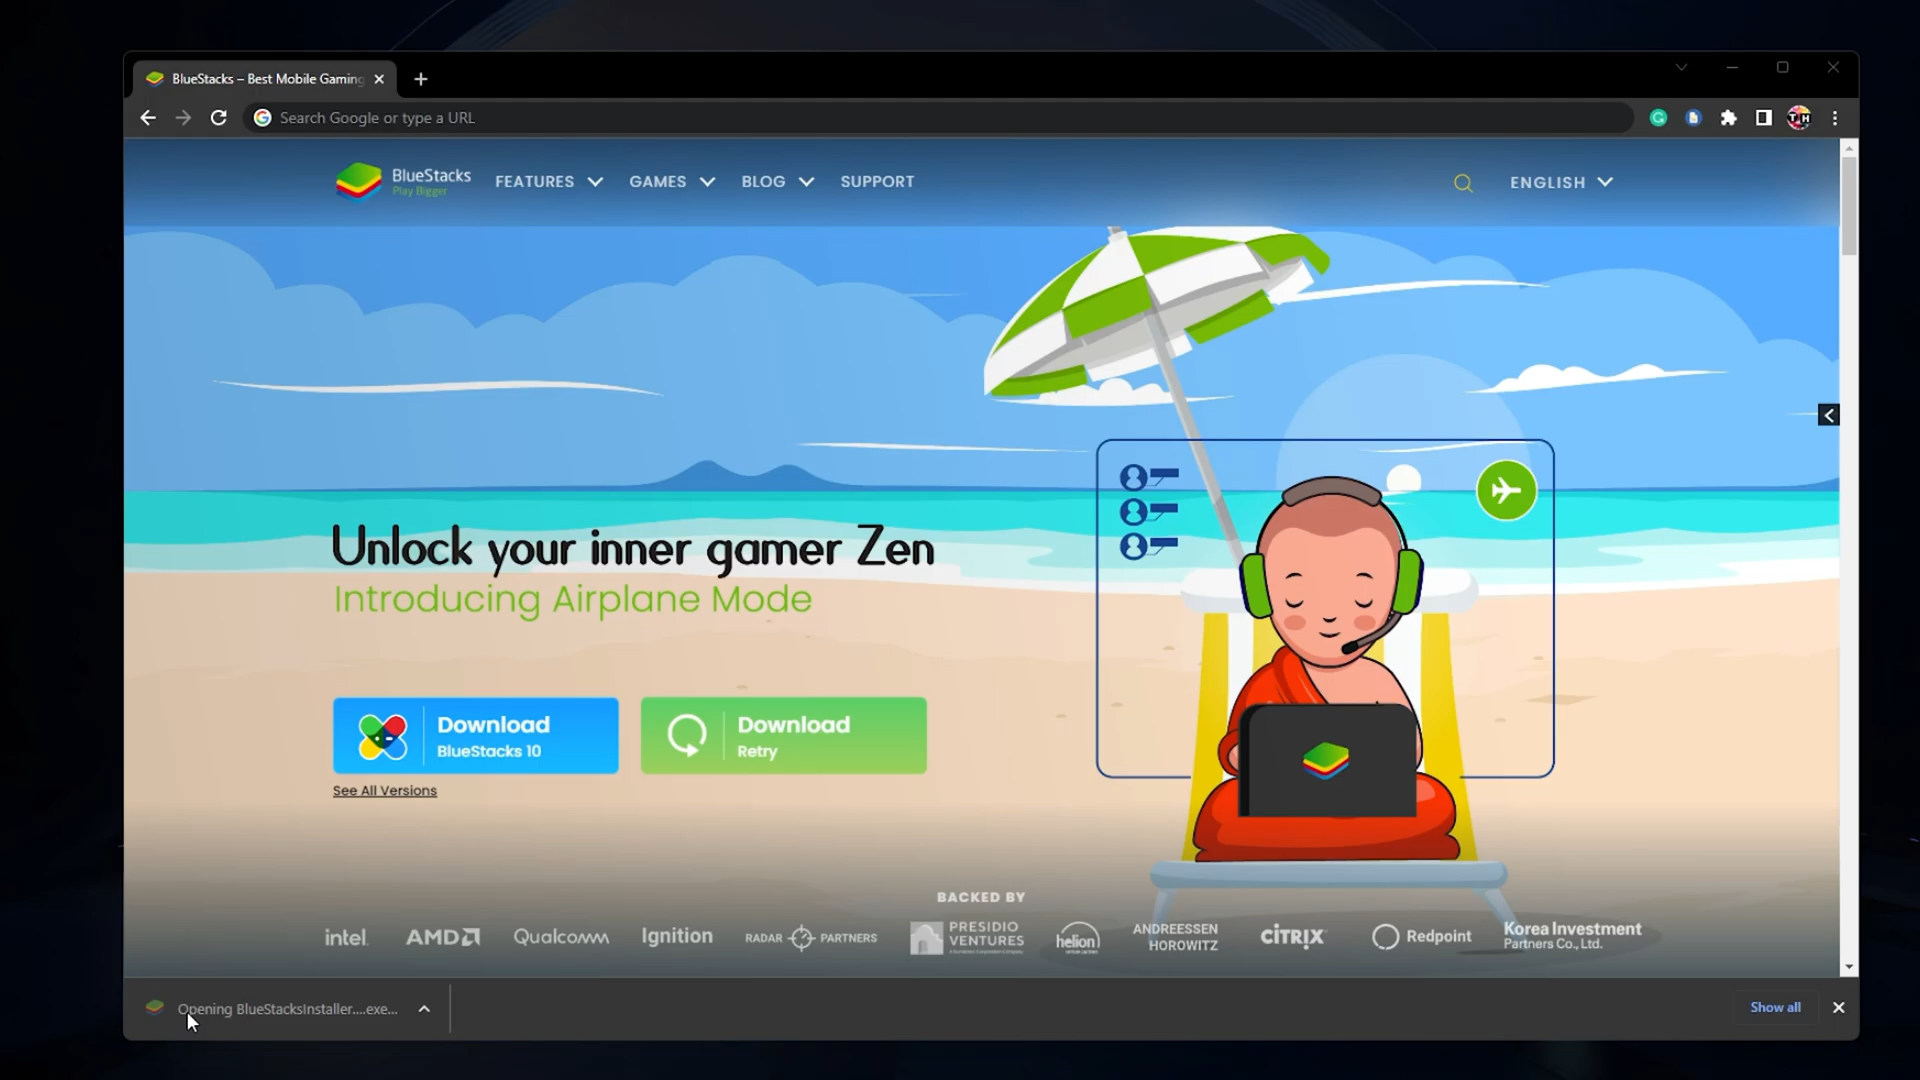 BlueStacks – Best Mobile Gaming
Search Google or type a URL
BlueStacks
Play Bigger
FEATURES
GAMES
BLOG
SUPPORT
ENGLISH
Unlock your inner gamer Zen
Introducing Airplane Mode
Download
BlueStacks 10
Download
Retry
See All Versions
BACKED BY
intel.
AMD
Qualcomm
Ignition
RADAR PARTNERS
PRESIDIO
VENTURES
helion
ANDREESSEN
HOROWITZ
CITRIX
Redpoint
Korea Investment
Partners Co., Ltd.
Opening BlueStacksInstaller....exe...
Show all